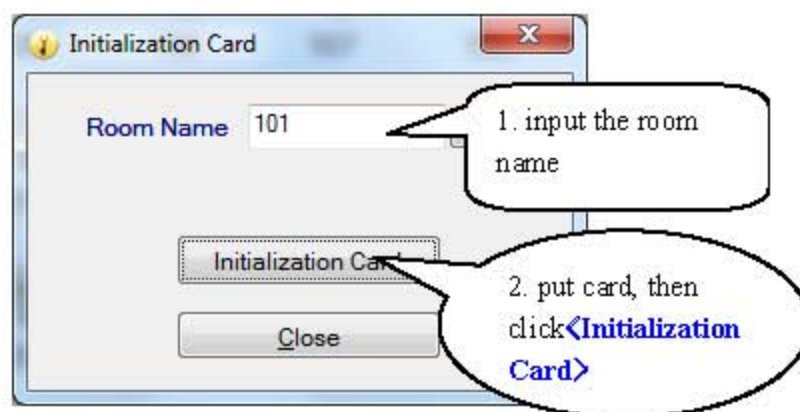 Initialization Card
Room Name 101
1. input the room
name
Initialization Card
2. put card, then
click<Initialization
Card>
Close